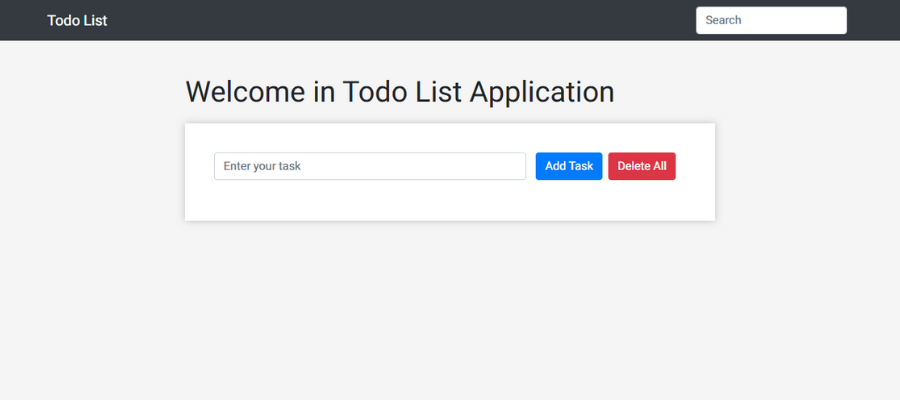 Todo List
Search
Welcome in Todo List Application
Enter your task
Add Task
Delete All